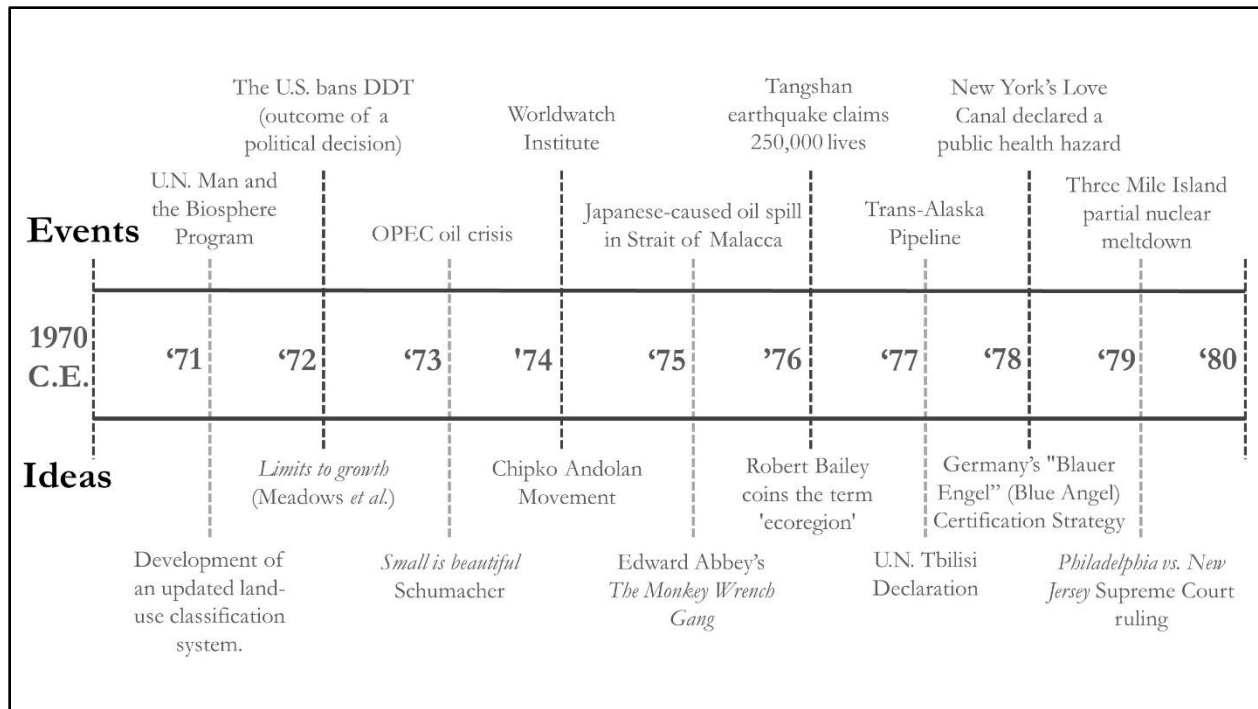 The U.S. bans DDT
(outcome of a
political decision)
Worldwatch
Institute
Tangshan
earthquake claims
250,000 lives
New York’s Love
Canal declared a
public health hazard
U.N. Man and
the Biosphere
Program
OPEC oil crisis
Japanese-caused oil spill
in Strait of Malacca
Trans-Alaska
Pipeline
Three Mile Island
partial nuclear
meltdown
Events
1970
C.E.
‘71
‘72
‘73
'74
‘75
’76
‘77
‘78
‘79
‘80
Ideas
Limits to growth
(Meadows et al.)
Chipko Andolan
Movement
Robert Bailey
coins the term
'ecoregion'
Germany’s "Blauer
Engel” (Blue Angel)
Certification Strategy
Development of
an updated land-
use classification
system.
Small is beautiful
Schumacher
Edward Abbey’s
The Monkey Wrench
Gang
U.N. Tbilisi
Declaration
Philadelphia vs. New
Jersey Supreme Court
ruling